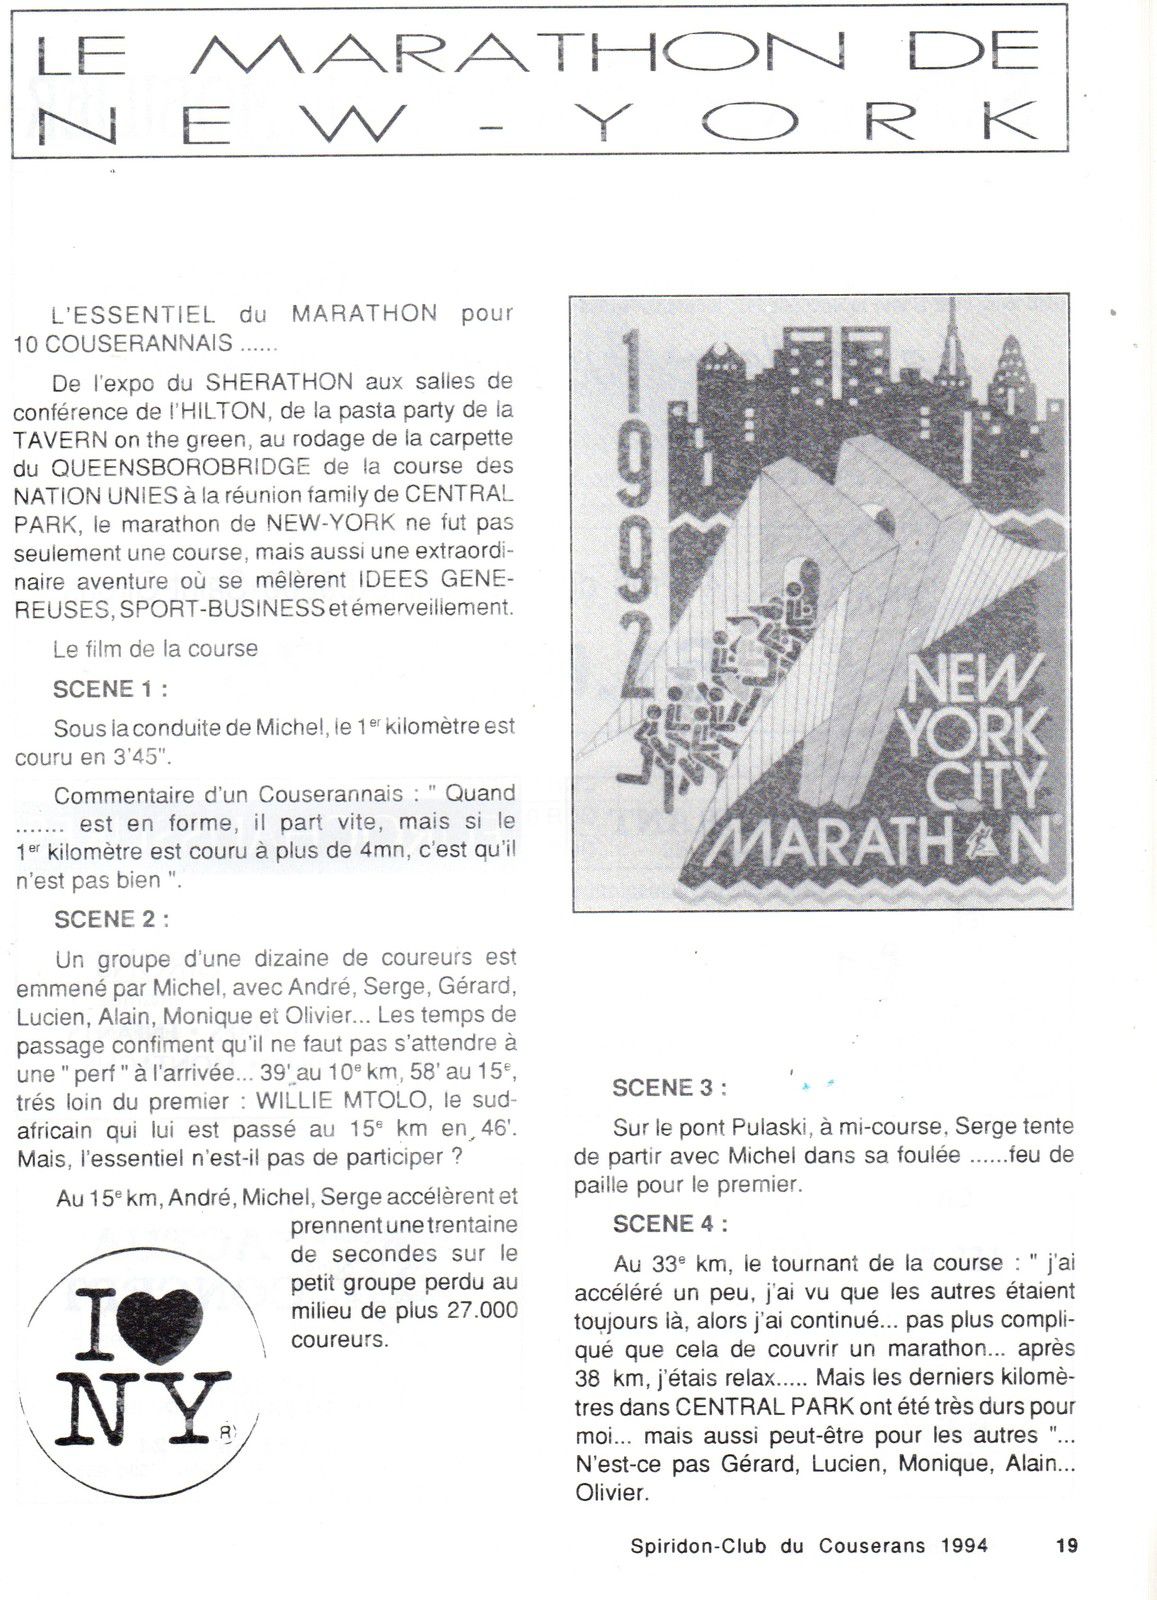 LE MARATHON DE
NEW-YORK
L'ESSENTIEL du MARATHON pour
10 COUSERANNAIS ......
De l'expo du SHERATHON aux salles de
conférence de l'HILTON, de la pasta party de la
TAVERN on the green, au rodage de la carpette
du QUEENSBOROBRIDGE de la course des
NATION UNIES à la réunion family de CENTRAL
PARK, le marathon de NEW-YORK ne fut pas
seulement une course, mais aussi une extraordi-
naire aventure où se mêlèrent IDEES GENE-
REUSES, SPORT-BUSINESS et émerveillement.
Le film de la course
SCENE 1 :
Sous la conduite de Michel, le 1er kilomètre est
couru en 3'45".
Commentaire d'un Couserannais : " Quand
....... est en forme, il part vite, mais si le
1er kilomètre est couru à plus de 4mn, c'est qu'il
n'est pas bien ".
SCENE 2 :
Un groupe d'une dizaine de coureurs est
emmené par Michel, avec André, Serge, Gérard,
Lucien, Alain, Monique et Olivier... Les temps de
passage confiment qu'il ne faut pas s'attendre à
une " perf " à l'arrivée... 39' au 10e km, 58' au 15e,
trés loin du premier : WILLIE MTOLO, le sud-
africain qui lui est passé au 15e km en 46'.
Mais, l'essentiel n'est-il pas de participer ?
Au 15e km, André, Michel, Serge accélèrent et
prennent une trentaine
de secondes sur le
petit groupe perdu au
milieu de plus 27.000
coureurs.
I ♥
NY
®
1992
NEW
YORK
CITY
MARATHON®
SCENE 3 :
Sur le pont Pulaski, à mi-course, Serge tente
de partir avec Michel dans sa foulée ......feu de
paille pour le premier.
SCENE 4 :
Au 33e km, le tournant de la course : " j'ai
accéléré un peu, j'ai vu que les autres étaient
toujours là, alors j'ai continué... pas plus compli-
qué que cela de couvrir un marathon... après
38 km, j'étais relax..... Mais les derniers kilomè-
tres dans CENTRAL PARK ont été très durs pour
moi... mais aussi peut-être pour les autres "...
N'est-ce pas Gérard, Lucien, Monique, Alain...
Olivier.
Spiridon-Club du Couserans 1994 19